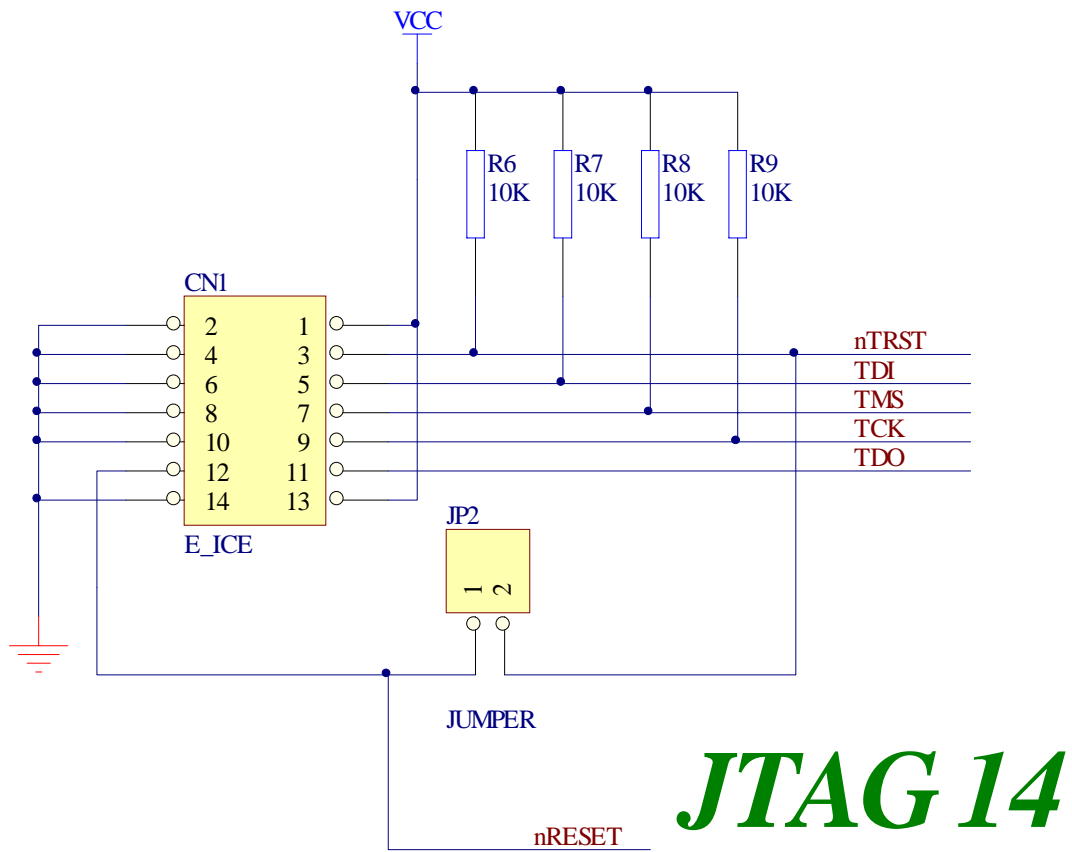 VCC
R6
10K
R7
10K
R8
10K
R9
10K
CN1
2 1
4 3
6 5
8 7
10 9
12 11
14 13
E_ICE
nTRST
TDI
TMS
TCK
TDO
JP2
1
2
JUMPER
nRESET
JTAG 14